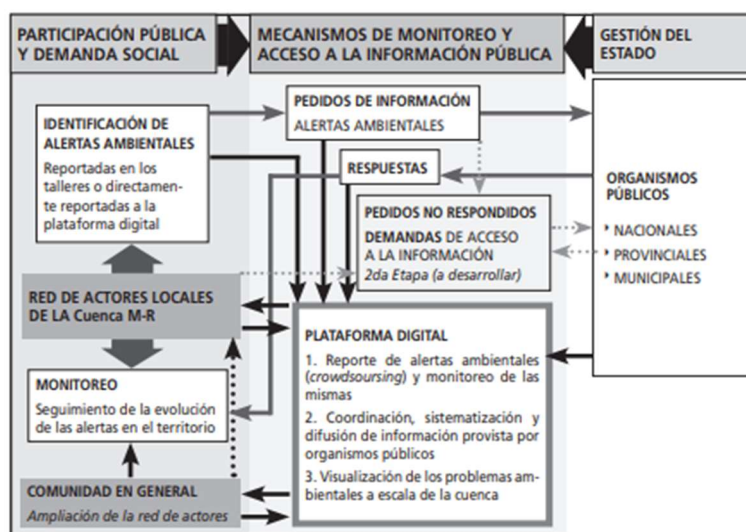 PARTICIPACIÓN PÚBLICA
Y DEMANDA SOCIAL
MECANISMOS DE MONITOREO Y
ACCESO A LA INFORMACIÓN PÚBLICA
GESTIÓN DEL
ESTADO
IDENTIFICACIÓN DE
ALERTAS AMBIENTALES
Reportadas en los
talleres o directamen-
te reportadas a la
plataforma digital
PEDIDOS DE INFORMACIÓN
ALERTAS AMBIENTALES
RESPUESTAS
PEDIDOS NO RESPONDIDOS
DEMANDAS DE ACCESO
A LA INFORMACIÓN
2da Etapa (a desarrollar)
ORGANISMOS
PÚBLICOS
NACIONALES
PROVINCIALES
MUNICIPALES
RED DE ACTORES LOCALES
DE LA Cuenca M-R
MONITOREO
Seguimiento de la evolución
de las alertas en el territorio
COMUNIDAD EN GENERAL
Ampliación de la red de actores
PLATAFORMA DIGITAL
1. Reporte de alertas ambientales
(crowdsoursing) y monitoreo de las
mismas
2. Coordinación, sistematización y
difusión de información provista por
organismos públicos
3. Visualización de los problemas am-
bientales a escala de la cuenca